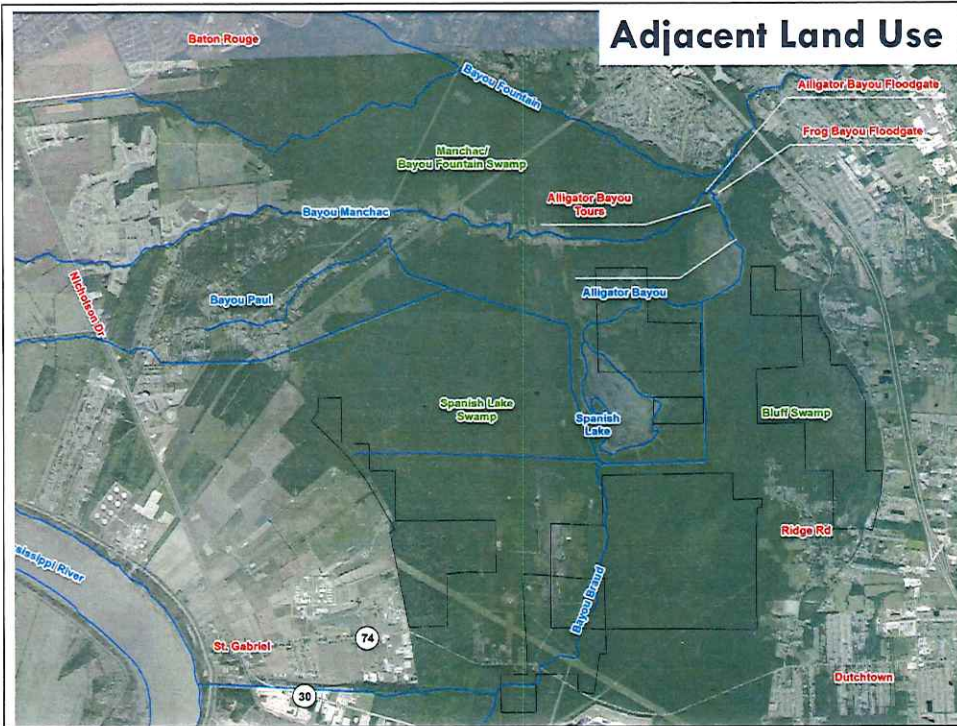 Adjacent Land Use
Baton Rouge
Bayou Fountain
Alligator Bayou Floodgate
Frog Bayou Floodgate
Manchac/
Bayou Fountain Swamp
Alligator Bayou
Tours
Bayou Manchac
Nicholson Dr
Bayou Paul
Alligator Bayou
Spanish Lake
Swamp
Spanish
Lake
Bluff Swamp
Ridge Rd
ssissippi River
Bayou Braud
St. Gabriel
74
30
Dutchtown